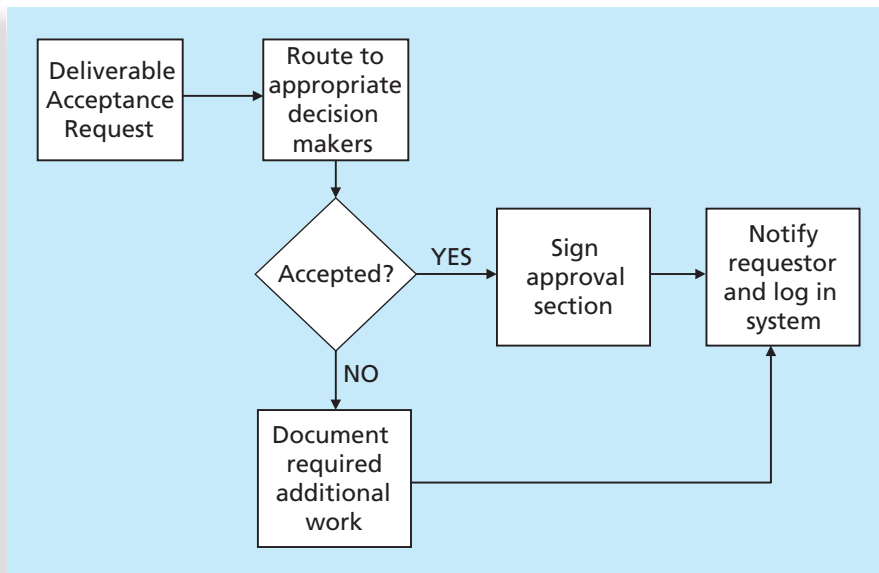 Deliverable
Acceptance
Request
Route to
appropriate
decision
makers
Accepted?
YES
Sign
approval
section
Notify
requestor
and log in
system
NO
Document
required
additional
work